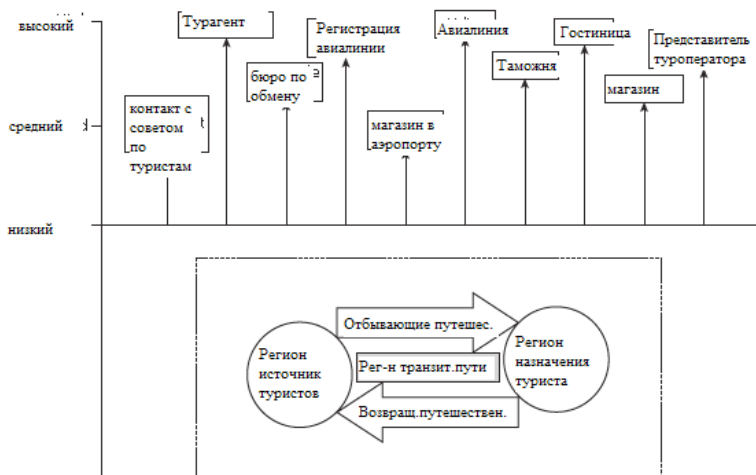 высокий
средний
низкий
контакт с
советом
по
туристам
Турагент
бюро по
обмену
Регистрация
авиалинии
магазин в
аэропорту
Авиалиния
Таможня
Гостиница
магазин
Представитель
туроператора
Отбывающие путешес.
Регион
источник
туристов
Рег-н транзит.пути
Регион
назначения
туриста
Возвращ.путешествен.